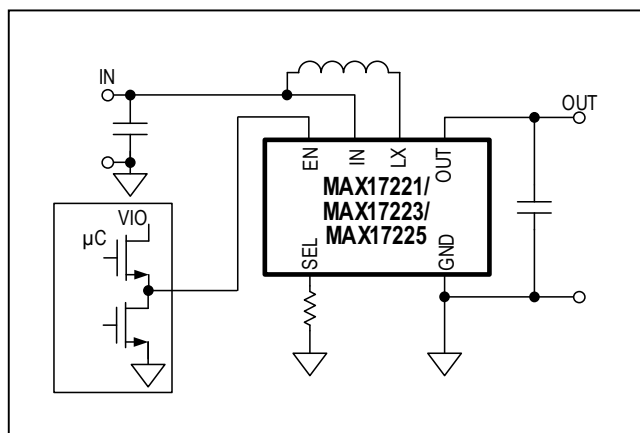 IN
OUT
EN
IN
LX
OUT
MAX17221/
MAX17223/
MAX17225
SEL
GND
VIO
µC